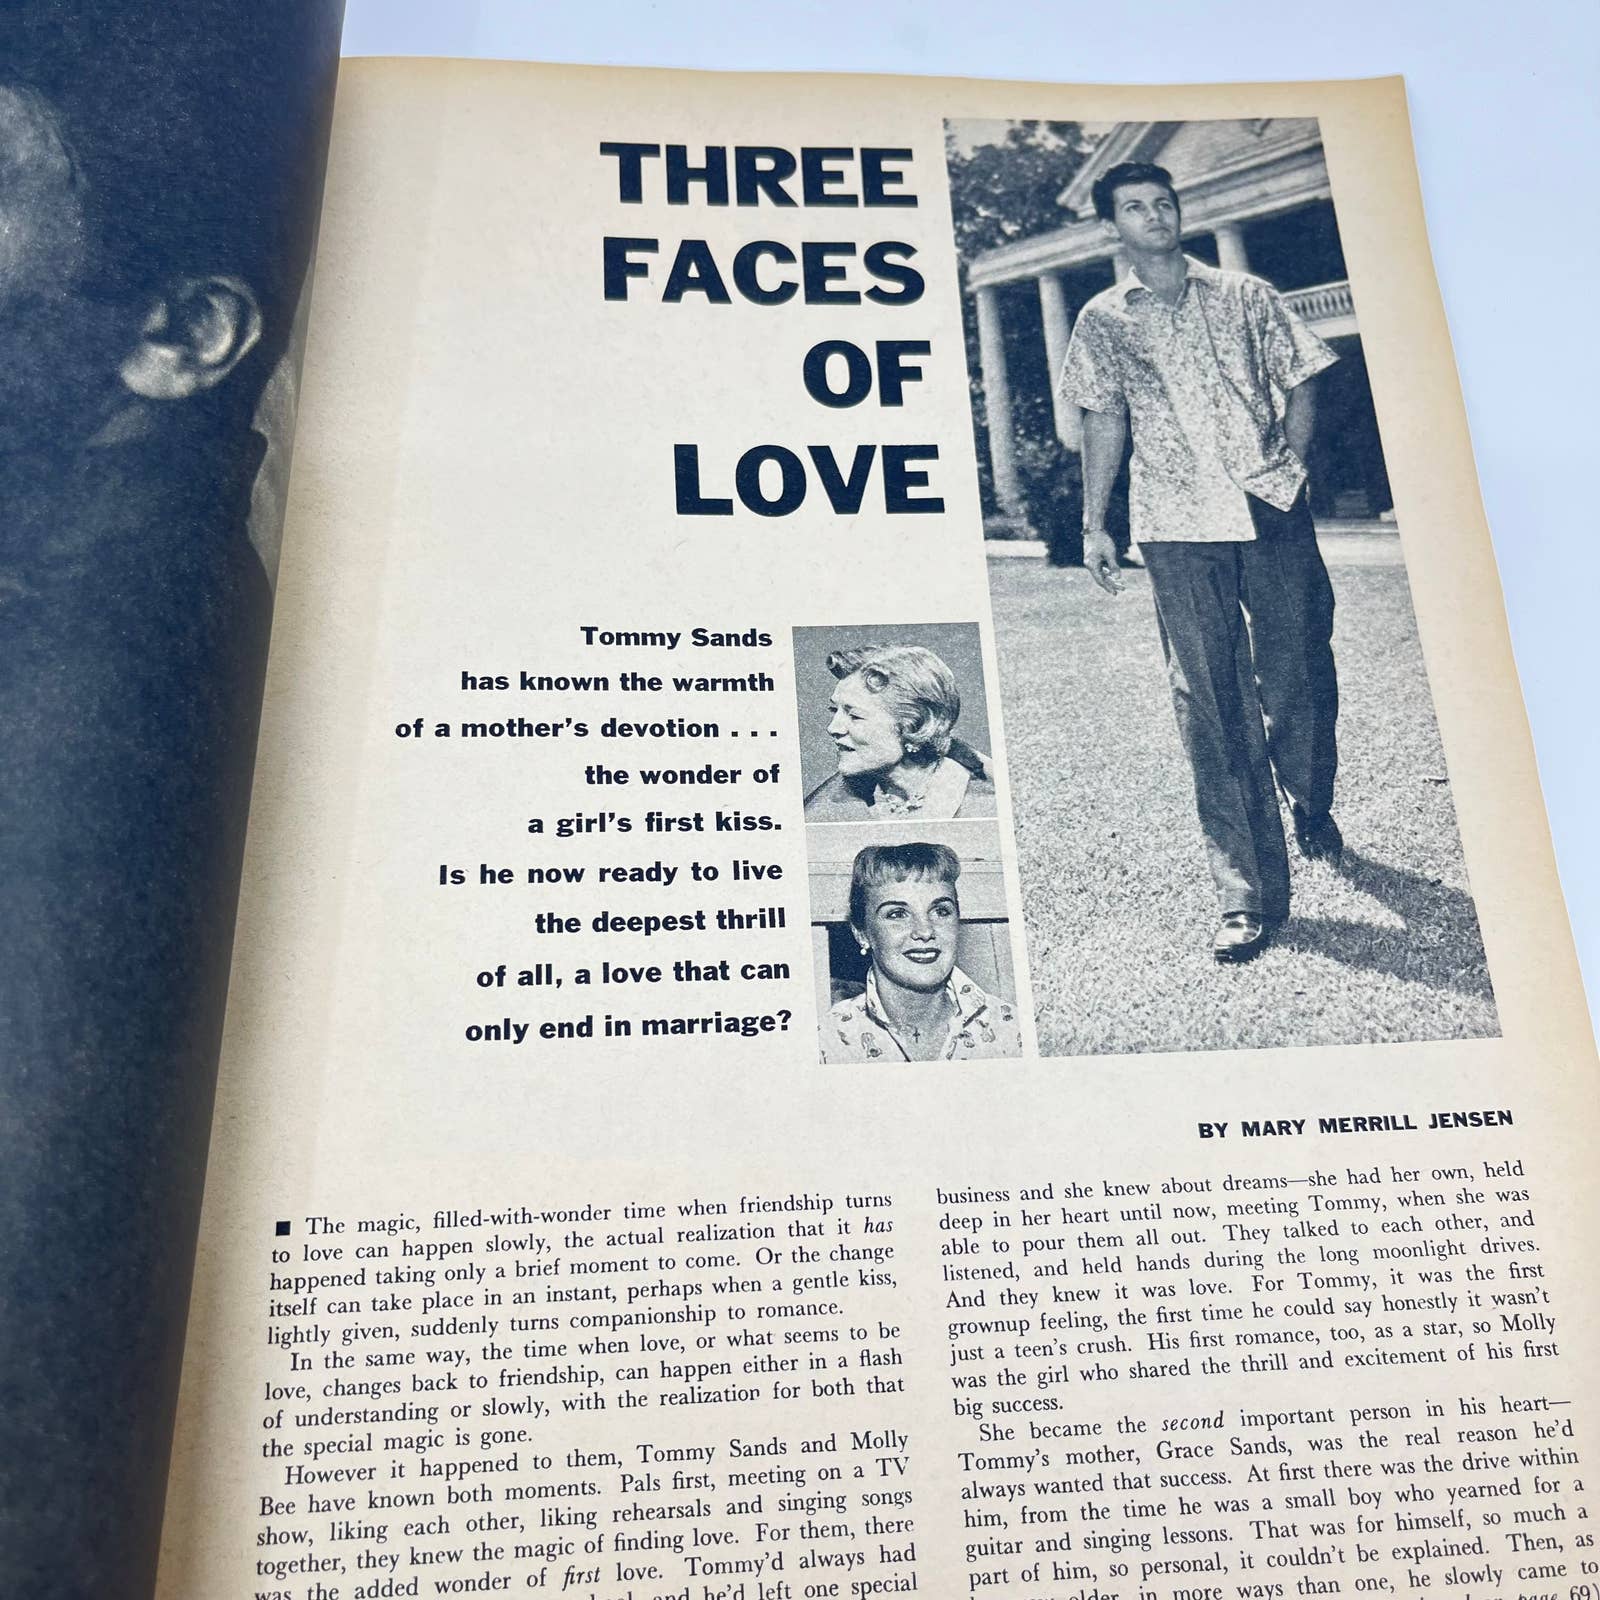 THREE
FACES
OF
LOVE
Tommy Sands
has known the warmth
of a mother's devotion . . .
the wonder of
a girl's first kiss.
Is he now ready to live
the deepest thrill
of all, a love that can
only end in marriage?
BY MARY MERRILL JENSEN
■ The magic, filled-with-wonder time when friendship turns
to love can happen slowly, the actual realization that it has
happened taking only a brief moment to come. Or the change
itself can take place in an instant, perhaps when a gentle kiss,
lightly given, suddenly turns companionship to romance.
In the same way, the time when love, or what seems to be
love, changes back to friendship, can happen either in a flash
of understanding or slowly, with the realization for both that
the special magic is gone.
However it happened to them, Tommy Sands and Molly
Bee have known both moments. Pals first, meeting on a TV
show, liking each other, liking rehearsals and singing songs
together, they knew the magic of finding love. For them, there
was the added wonder of first love. Tommy'd always had
and he'd left one special
business and she knew about dreams—she had her own, held
deep in her heart until now, meeting Tommy, when she was
able to pour them all out. They talked to each other, and
listened, and held hands during the long moonlight drives.
And they knew it was love. For Tommy, it was the first
grownup feeling, the first time he could say honestly it wasn't
just a teen's crush. His first romance, too, as a star, so Molly
was the girl who shared the thrill and excitement of his first
big success.
She became the second important person in his heart—
Tommy's mother, Grace Sands, was the real reason he'd
always wanted that success. At first there was the drive within
him, from the time he was a small boy who yearned for a
guitar and singing lessons. That was for himself, so much a
part of him, so personal, it couldn't be explained. Then, as
older, in more ways than one, he slowly came to
page 69)